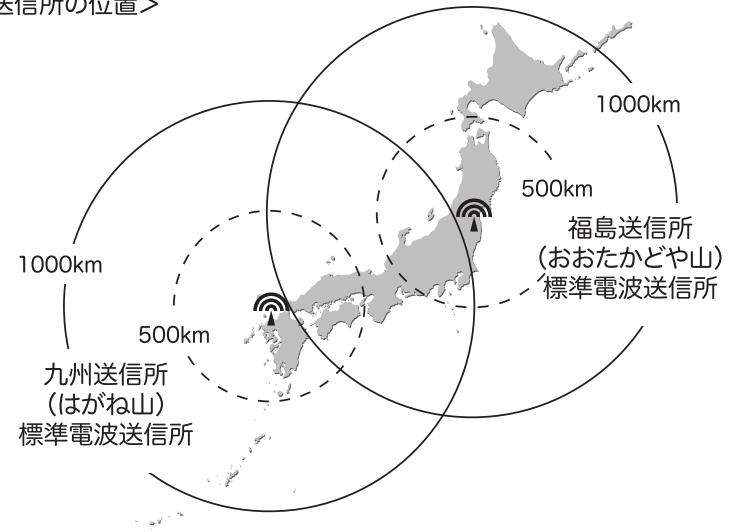 送信所の位置＞
1000km
500km
福島送信所
（おおたかどや山）
標準電波送信所
1000km
500km
九州送信所
（はがね山）
標準電波送信所